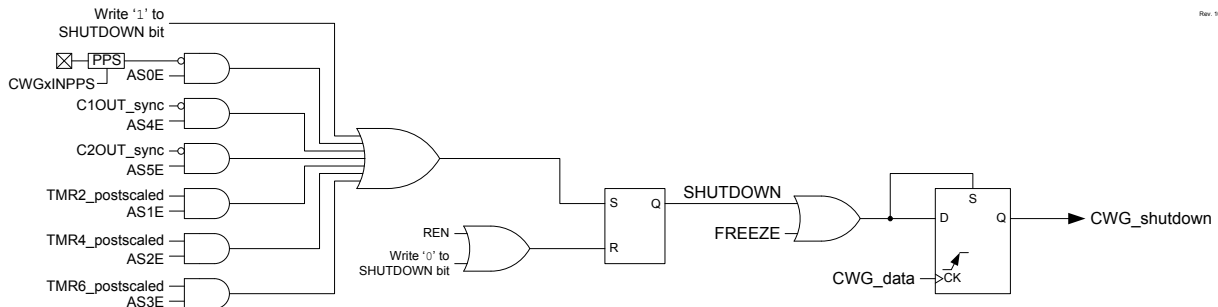 Write ‘1’ to
SHUTDOWN bit
Rev. 1
PPS
CWGxINPPS
AS0E
C1OUT_sync
AS4E
C2OUT_sync
AS5E
TMR2_postscaled
AS1E
TMR4_postscaled
AS2E
TMR6_postscaled
AS3E
REN
Write ‘0’ to
SHUTDOWN bit
S
Q
R
SHUTDOWN
FREEZE
S
D
Q
CK
CWG_data
CWG_shutdown